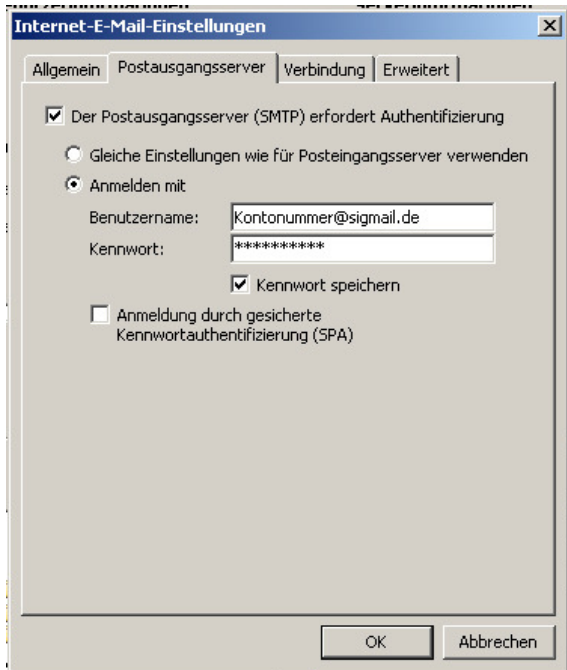 Internet-E-Mail-Einstellungen
Allgemein Postausgangsserver Verbindung Erweitert
Der Postausgangsserver (SMTP) erfordert Authentifizierung
Gleiche Einstellungen wie für Posteingangsserver verwenden
Anmelden mit
Benutzername: Kontonummer@sigmail.de
Kennwort: **********
Kennwort speichern
Anmeldung durch gesicherte
Kennwortauthentifizierung (SPA)
OK Abbrechen